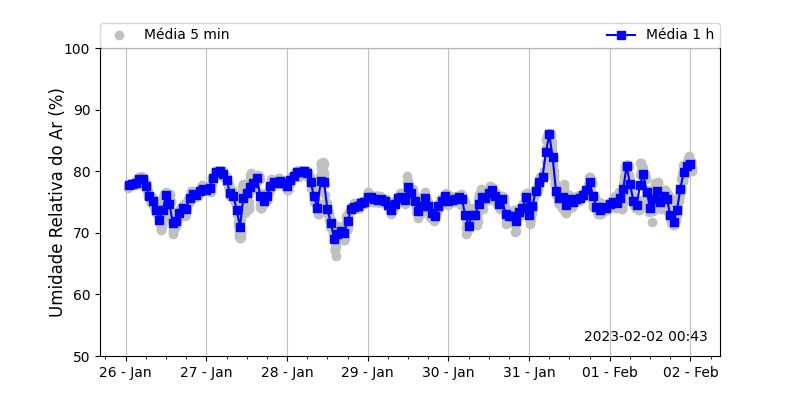 Média 5 min
Média 1 h
Umidade Relativa do Ar (%)
100
90
80
70
60
50
2023-02-02 00:43
26 - Jan
27 - Jan
28 - Jan
29 - Jan
30 - Jan
31 - Jan
01 - Feb
02 - Feb